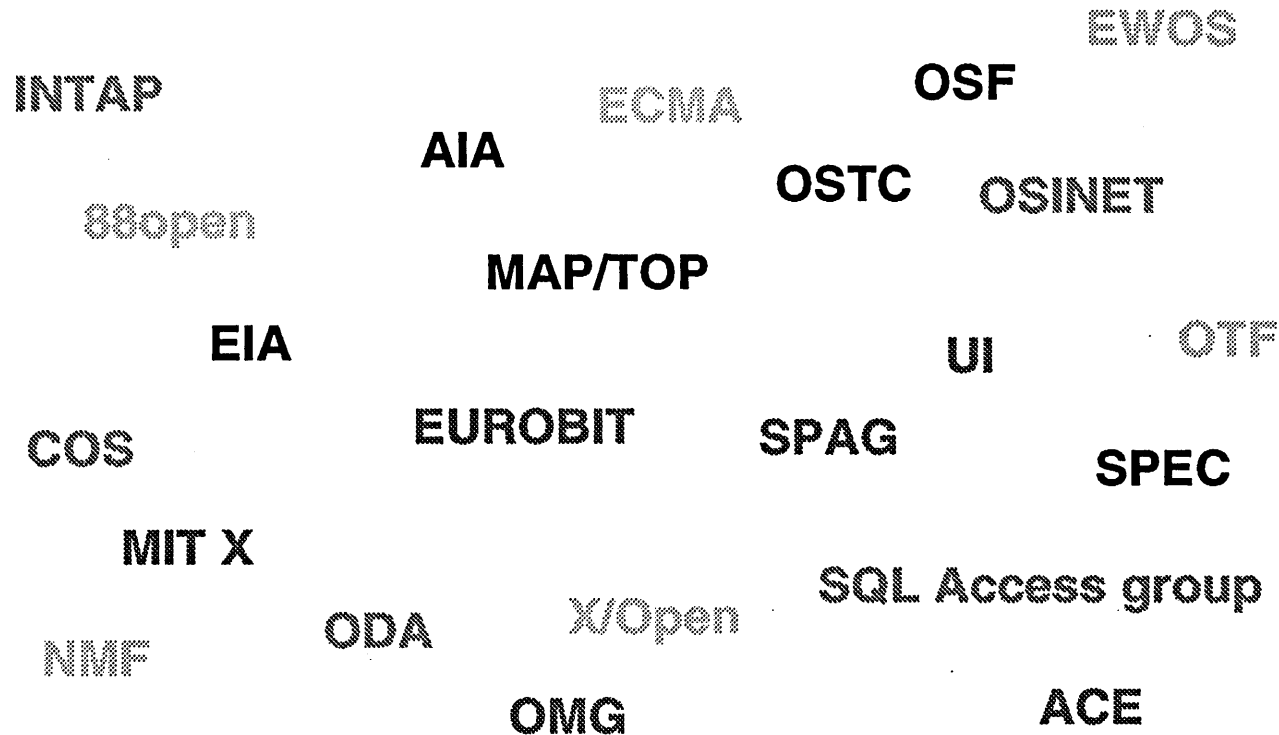 EWOS
OSF
INTAP
ECMA
AIA
OSTC
OSINET
88open
MAP/TOP
EIA
UI
OTF
EUROBIT
SPAG
COS
SPEC
MIT X
SQL Access group
X/Open
ODA
NMF
OMG
ACE